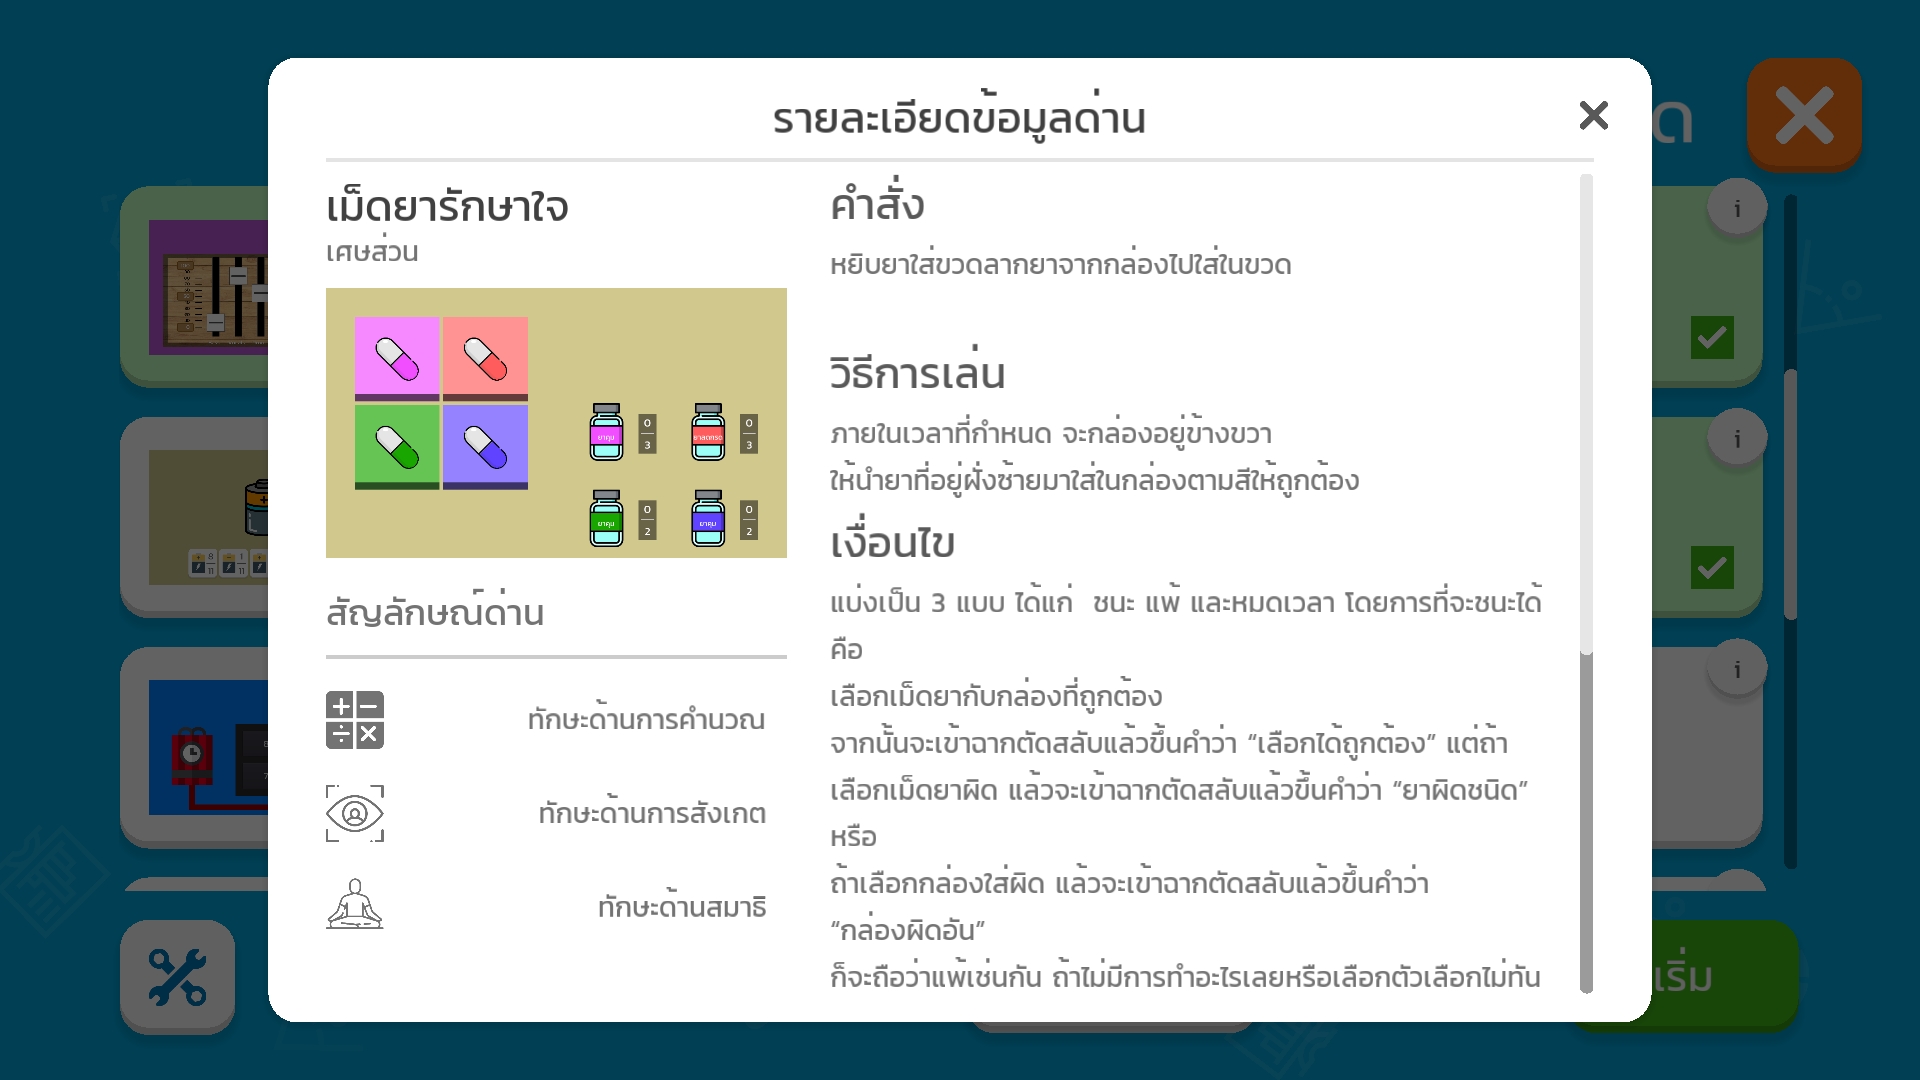 รายละเอียดข้อมูลด่าน
เม็ดยารักษาใจ
เศษส่วน
ยาคุม
0
3
ยาลดกรด
0
3
ยาคุม
0
2
ยาคุม
0
2
สัญลักษณ์ด่าน
ทักษะด้านการคำนวณ
ทักษะด้านการสังเกต
ทักษะด้านสมาธิ
คำสั่ง
หยิบยาใส่ขวดลากยาจากกล่องไปใส่ในขวด
วิธีการเล่น
ภายในเวลาที่กำหนด จะกล่องอยู่ข้างขวา
ให้นำยาที่อยู่ฝั่งซ้ายมาใส่ในกล่องตามสีให้ถูกต้อง
เงื่อนไข
แบ่งเป็น 3 แบบ ได้แก่  ชนะ แพ้ และหมดเวลา โดยการที่จะชนะได้
คือ
เลือกเม็ดยากับกล่องที่ถูกต้อง
จากนั้นจะเข้าฉากตัดสลับแล้วขึ้นคำว่า “เลือกได้ถูกต้อง” แต่ถ้า
เลือกเม็ดยาผิด แล้วจะเข้าฉากตัดสลับแล้วขึ้นคำว่า “ยาผิดชนิด”
หรือ
ถ้าเลือกกล่องใส่ผิด แล้วจะเข้าฉากตัดสลับแล้วขึ้นคำว่า
“กล่องผิดอัน”
ก็จะถือว่าแพ้เช่นกัน ถ้าไม่มีการทำอะไรเลยหรือเลือกตัวเลือกไม่ทัน
ด
i
i
i
8
11
1
11
เริ่ม